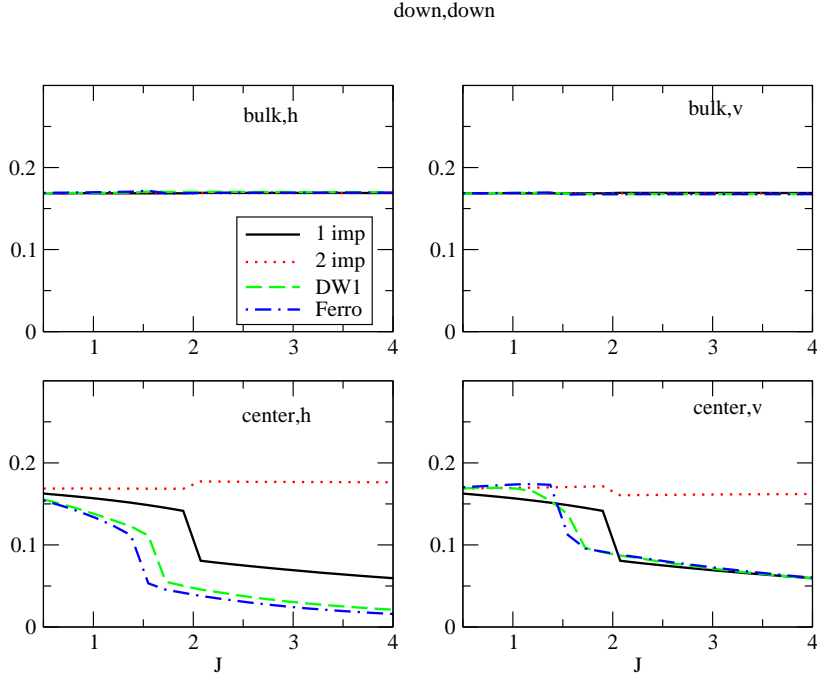 down,down
bulk,h
bulk,v
0.2
0.1
0
1 2 3 4
1 imp
2 imp
DW1
Ferro
0.2
0.1
0
1 2 3 4
center,h
center,v
0.2
0.1
0
1 2 3 4
J
0.2
0.1
0
1 2 3 4
J